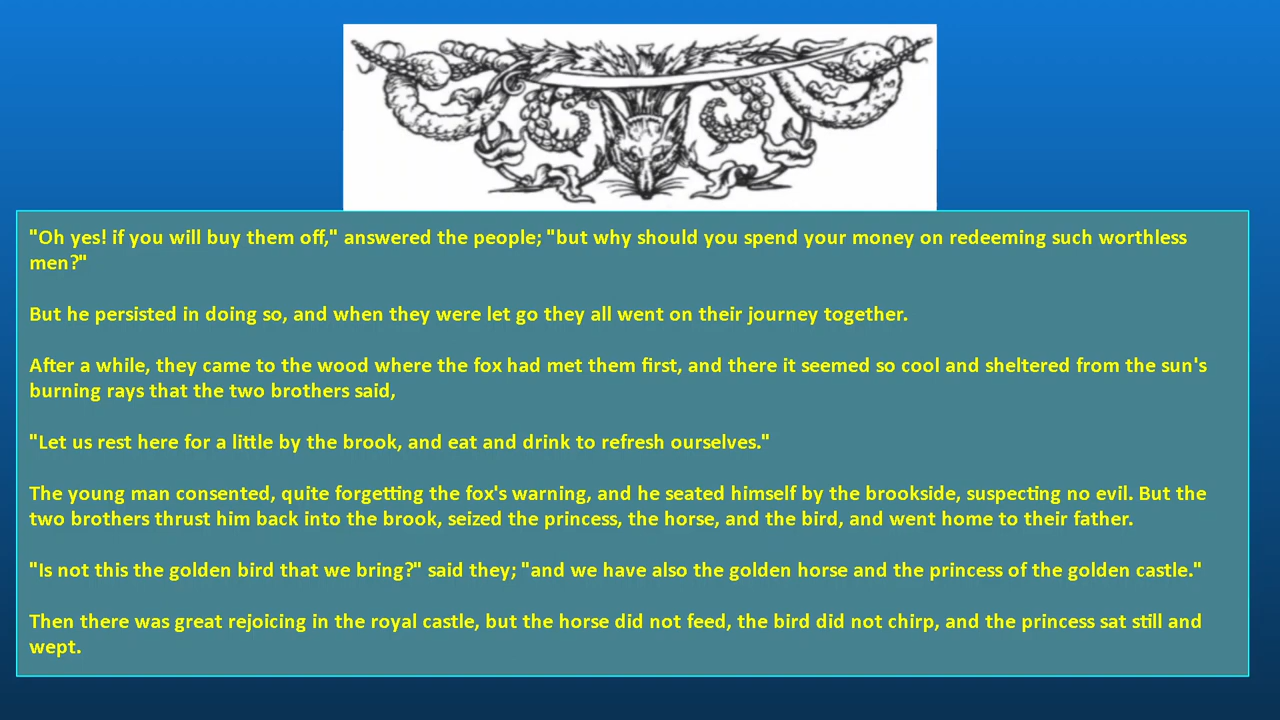 "Oh yes! if you will buy them off," answered the people; "but why should you spend your money on redeeming such worthless
men?"
But he persisted in doing so, and when they were let go they all went on their journey together.
After a while, they came to the wood where the fox had met them first, and there it seemed so cool and sheltered from the sun's
burning rays that the two brothers said,
"Let us rest here for a little by the brook, and eat and drink to refresh ourselves."
The young man consented, quite forgetting the fox's warning, and he seated himself by the brookside, suspecting no evil. But the
two brothers thrust him back into the brook, seized the princess, the horse, and the bird, and went home to their father.
"Is not this the golden bird that we bring?" said they; "and we have also the golden horse and the princess of the golden castle."
Then there was great rejoicing in the royal castle, but the horse did not feed, the bird did not chirp, and the princess sat still and
wept.